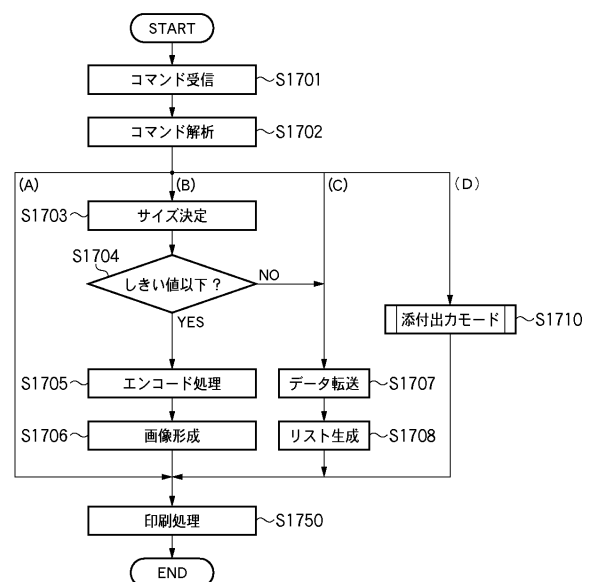 START
コマンド受信
S1701
コマンド解析
S1702
(A)
(B)
(C)
(D)
S1703
サイズ決定
S1704
しきい値以下?
NO
YES
添付出力モード
S1710
S1705
エンコード処理
データ転送
S1707
S1706
画像形成
リスト生成
S1708
印刷処理
S1750
END